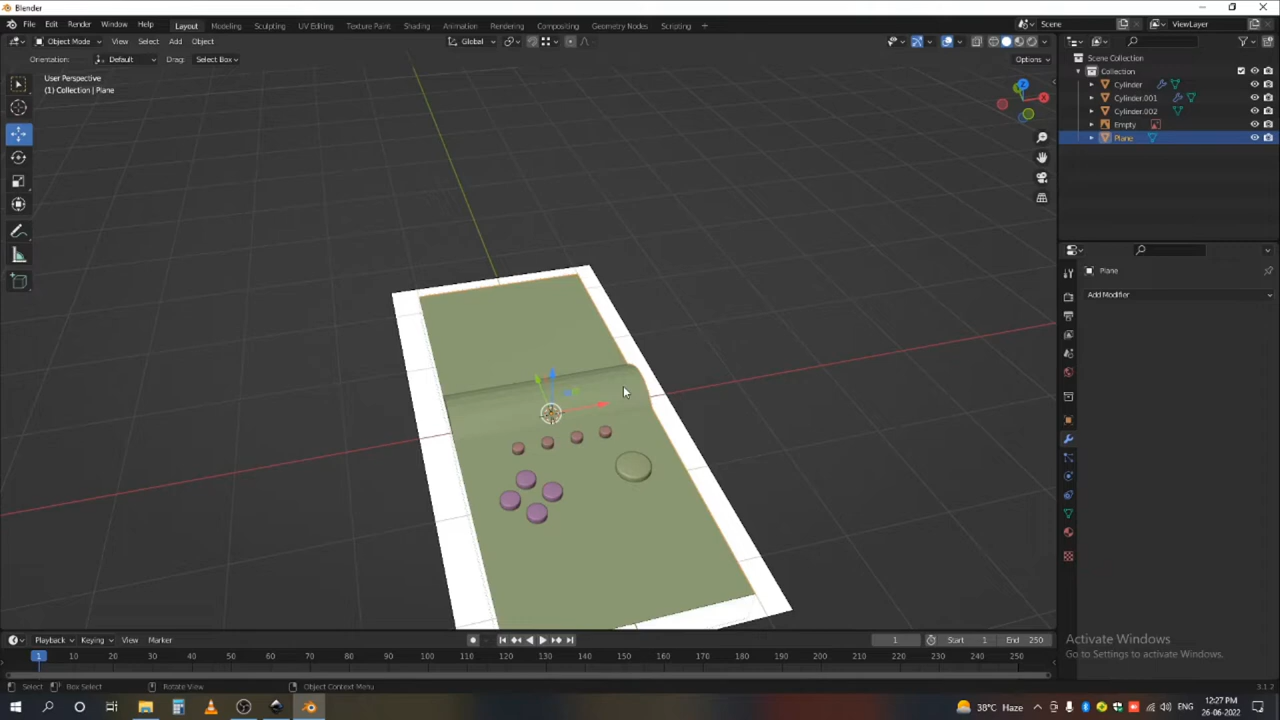 Blender
File Edit Render Window Help Layout Modeling Sculpting UV Editing Texture Paint Shading Animation Rendering Compositing Geometry Nodes Scripting + Scene ViewLayer
Object Mode View Select Add Object Global
Orientation: Default Drag: Select Box Options
User Perspective
(1) Collection | Plane
Scene Collection
Collection
Cylinder
Cylinder.001
Cylinder.002
Empty
Plane
Plane
Add Modifier
X
Z
Playback Keying View Marker 1 Start 1 End 250
1 10 20 30 40 50 60 70 80 90 100 110 120 130 140 150 160 170 180 190 200 210 220 230 240 250
Activate Windows
Go to Settings to activate Windows.
Select Box Select Rotate View Object Context Menu 3.1.2
38°C Haze ENG 12:27 PM
26-06-2022